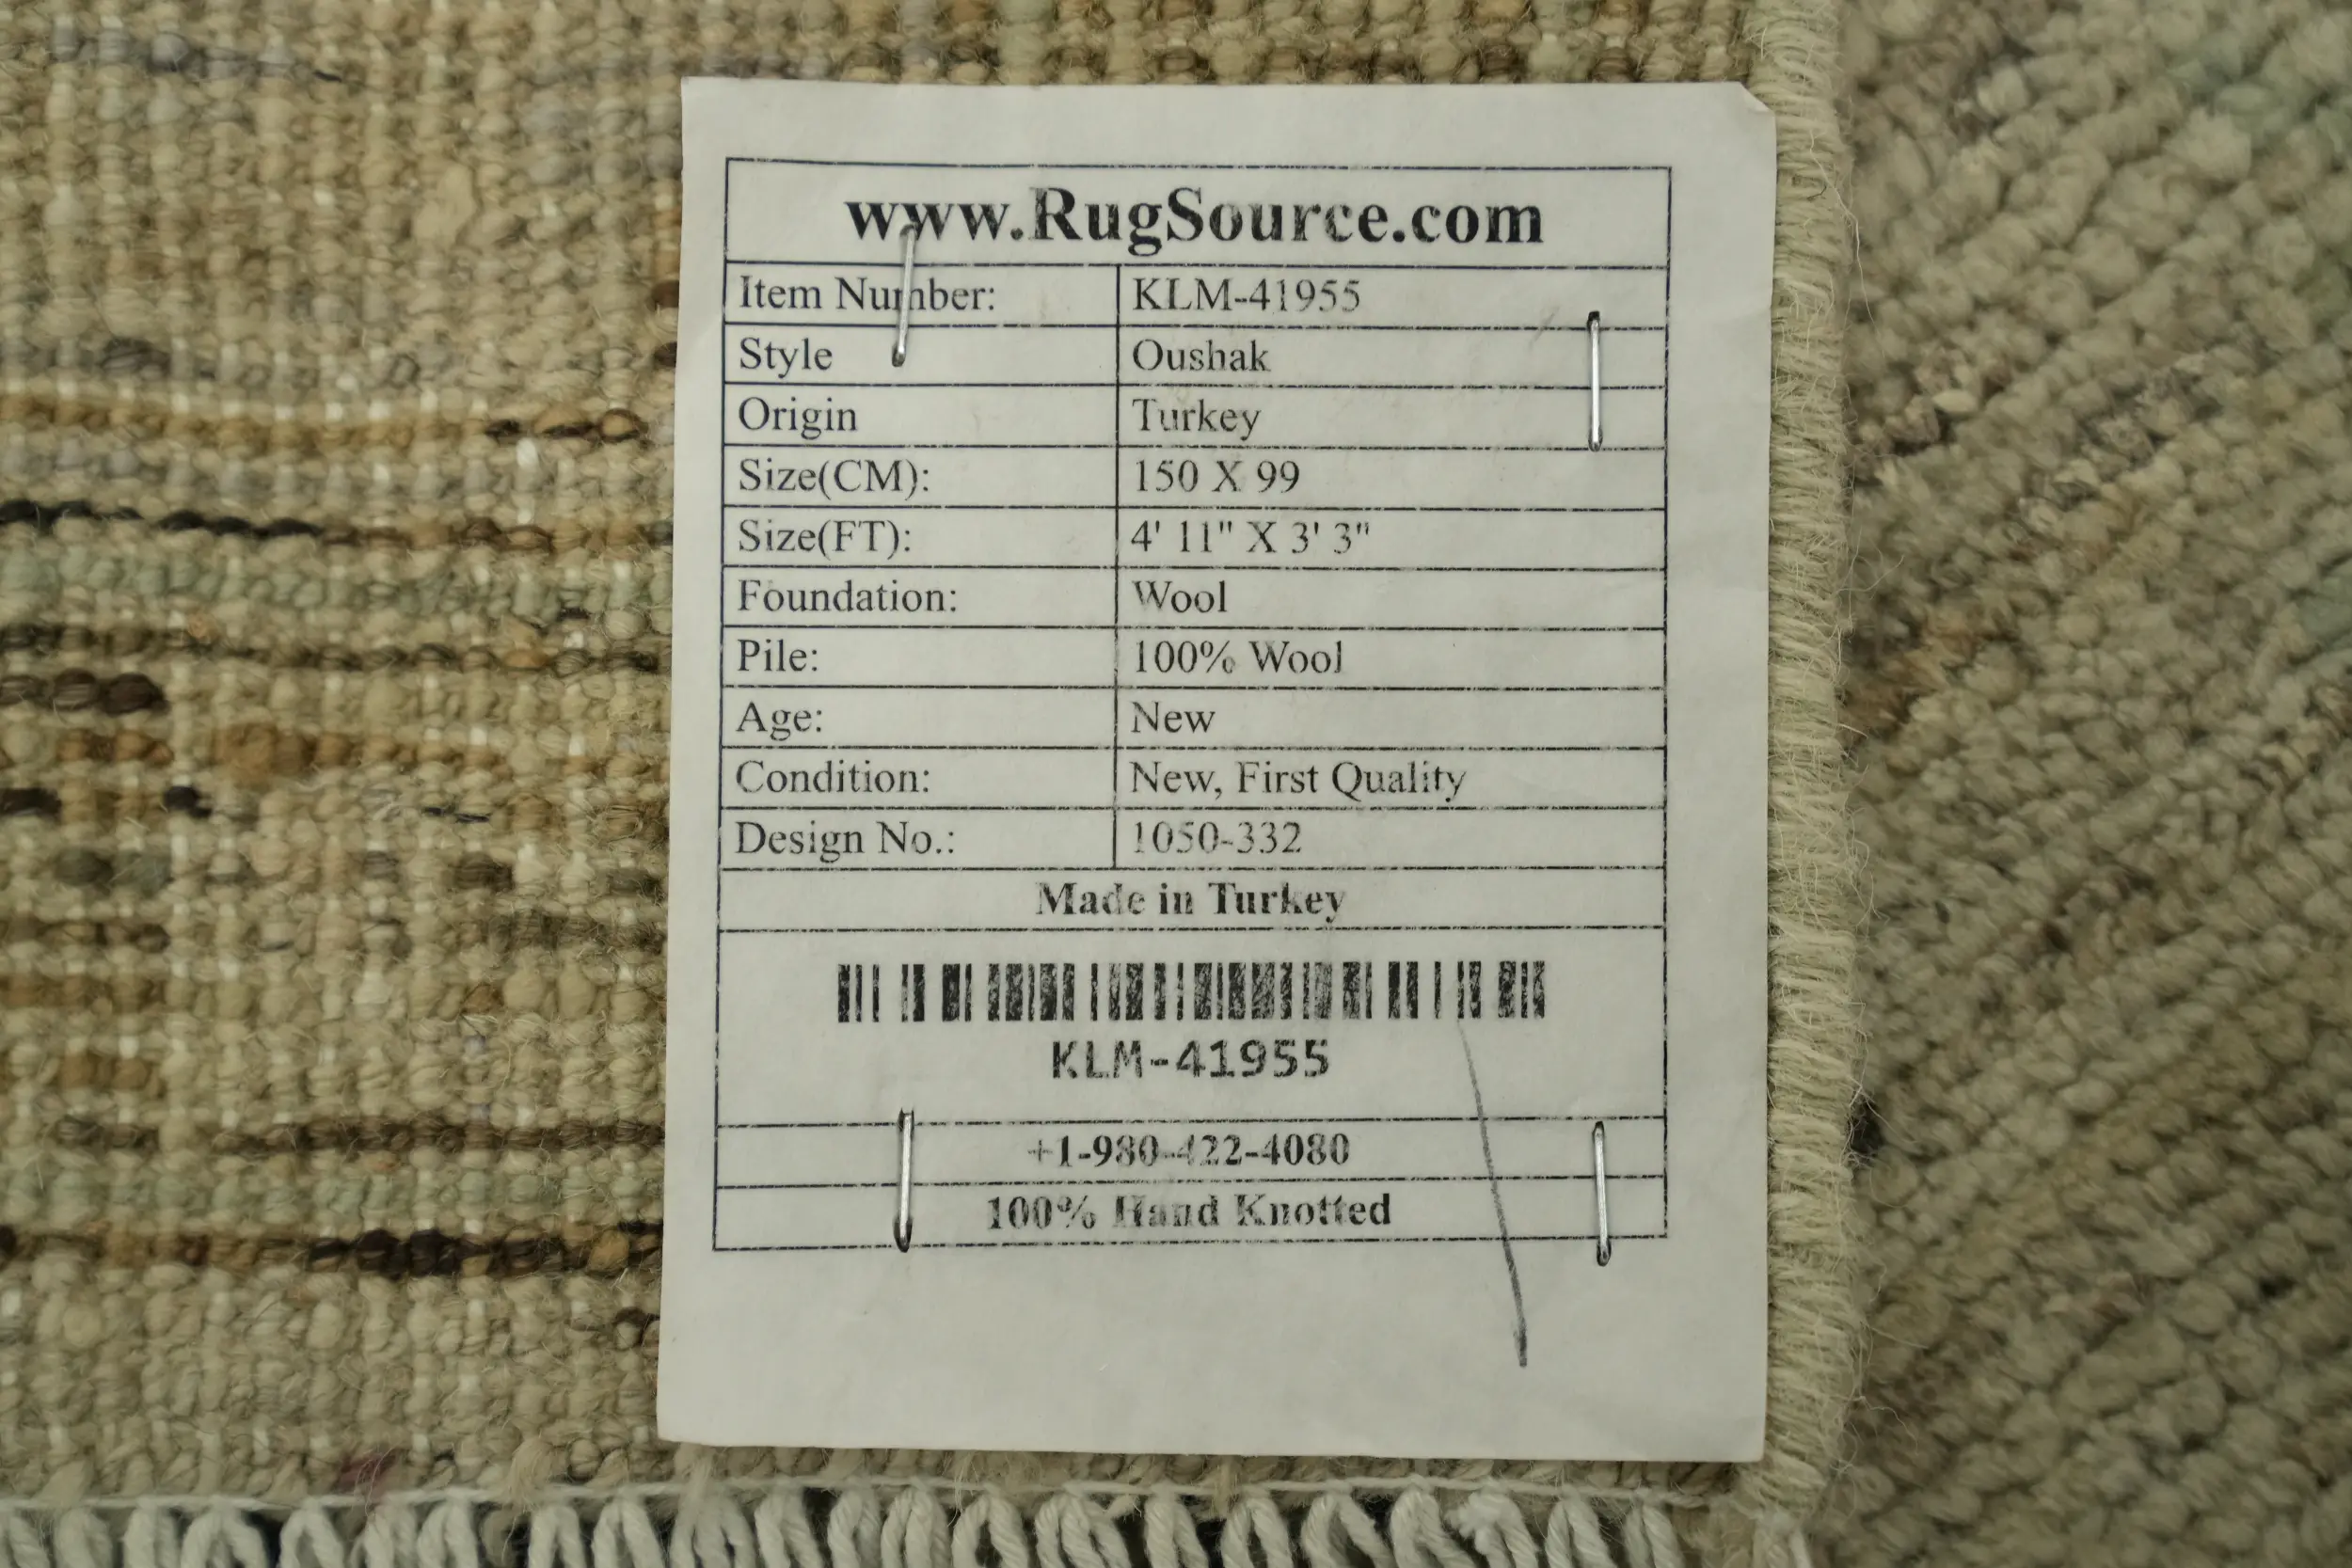 www.RugSource.com
Item Number: KLM-41955
Style Oushak
Origin Turkey
Size(CM): 150 X 99
Size(FT): 4' 11" X 3' 3"
Foundation: Wool
Pile: 100% Wool
Age: New
Condition: New, First Quality
Design No.: 1050-332
Made in Turkey
KLM-41955
+1-980-422-4080
100% Hand Knotted